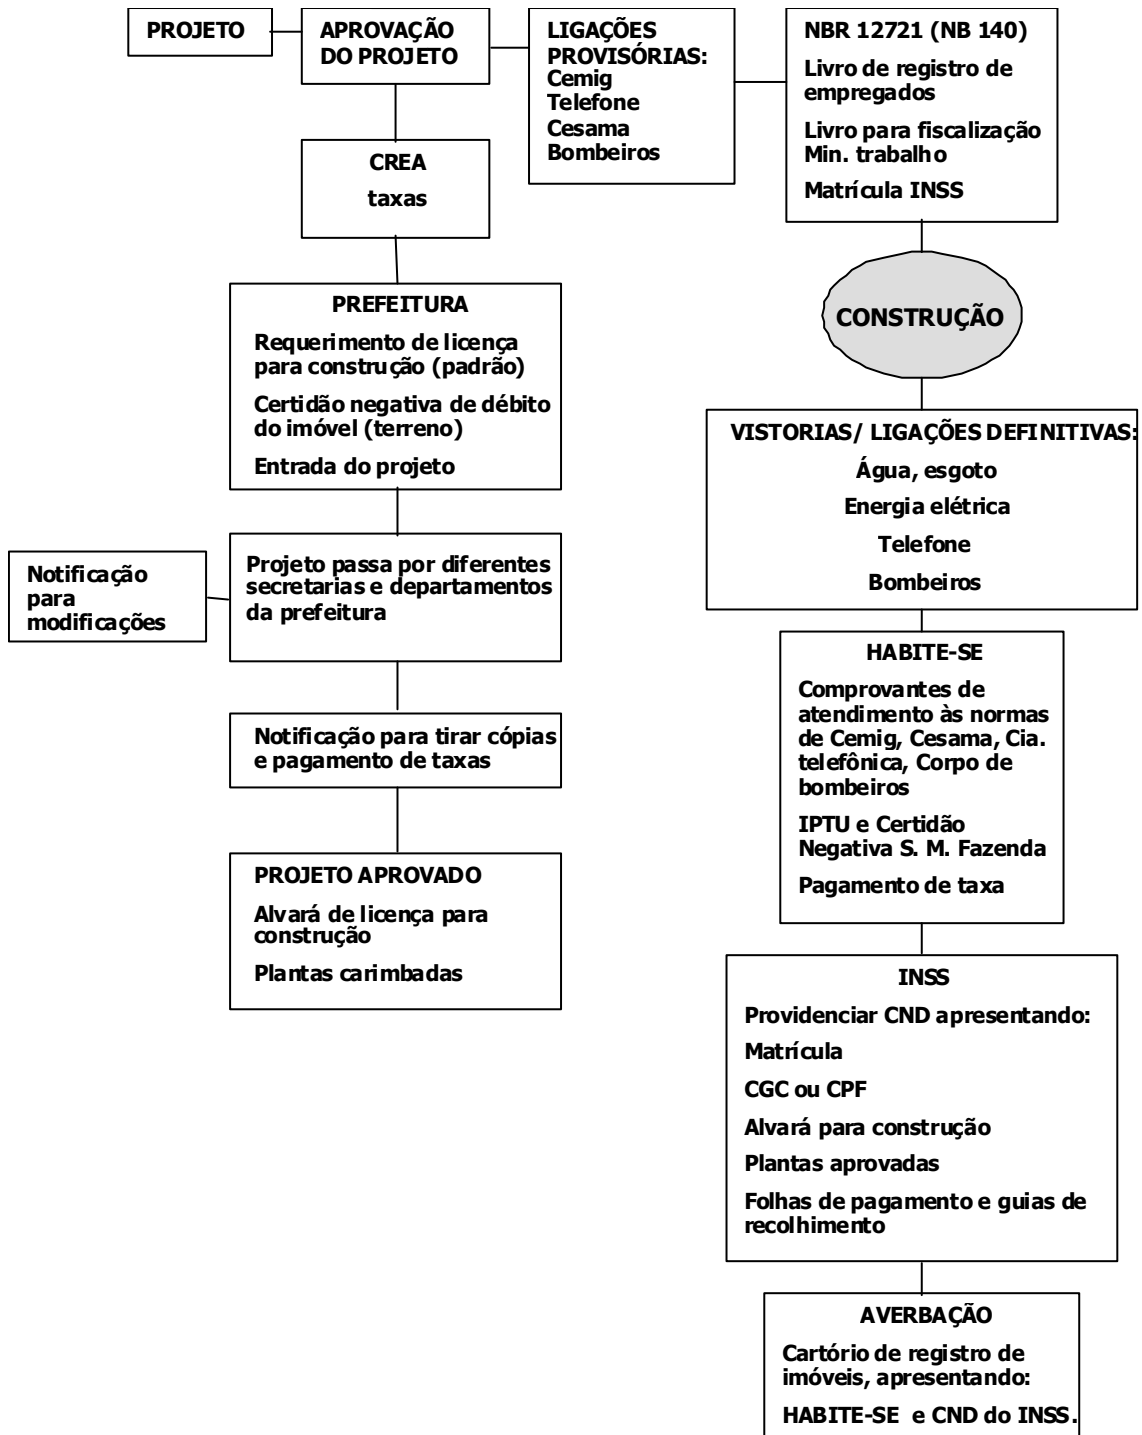 PROJETO
APROVAÇÃO
DO PROJETO
LIGAÇÕES
PROVISÓRIAS:
Cemig
Telefone
Cesama
Bombeiros
NBR 12721 (NB 140)
Livro de registro de
empregados
Livro para fiscalização
Min. trabalho
Matrícula INSS
CREA
taxas
PREFEITURA
Requerimento de licença
para construção (padrão)
Certidão negativa de débito
do imóvel (terreno)
Entrada do projeto
Notificação
para
modificações
Projeto passa por diferentes
secretarias e departamentos
da prefeitura
Notificação para tirar cópias
e pagamento de taxas
PROJETO APROVADO
Alvará de licença para
construção
Plantas carimbadas
CONSTRUÇÃO
VISTORIAS/ LIGAÇÕES DEFINITIVAS:
Água, esgoto
Energia elétrica
Telefone
Bombeiros
HABITE-SE
Comprovantes de
atendimento às normas
de Cemig, Cesama, Cia.
telefônica, Corpo de
bombeiros
IPTU e Certidão
Negativa S. M. Fazenda
Pagamento de taxa
INSS
Providenciar CND apresentando:
Matrícula
CGC ou CPF
Alvará para construção
Plantas aprovadas
Folhas de pagamento e guias de
recolhimento
AVERBAÇÃO
Cartório de registro de
imóveis, apresentando:
HABITE-SE e CND do INSS.